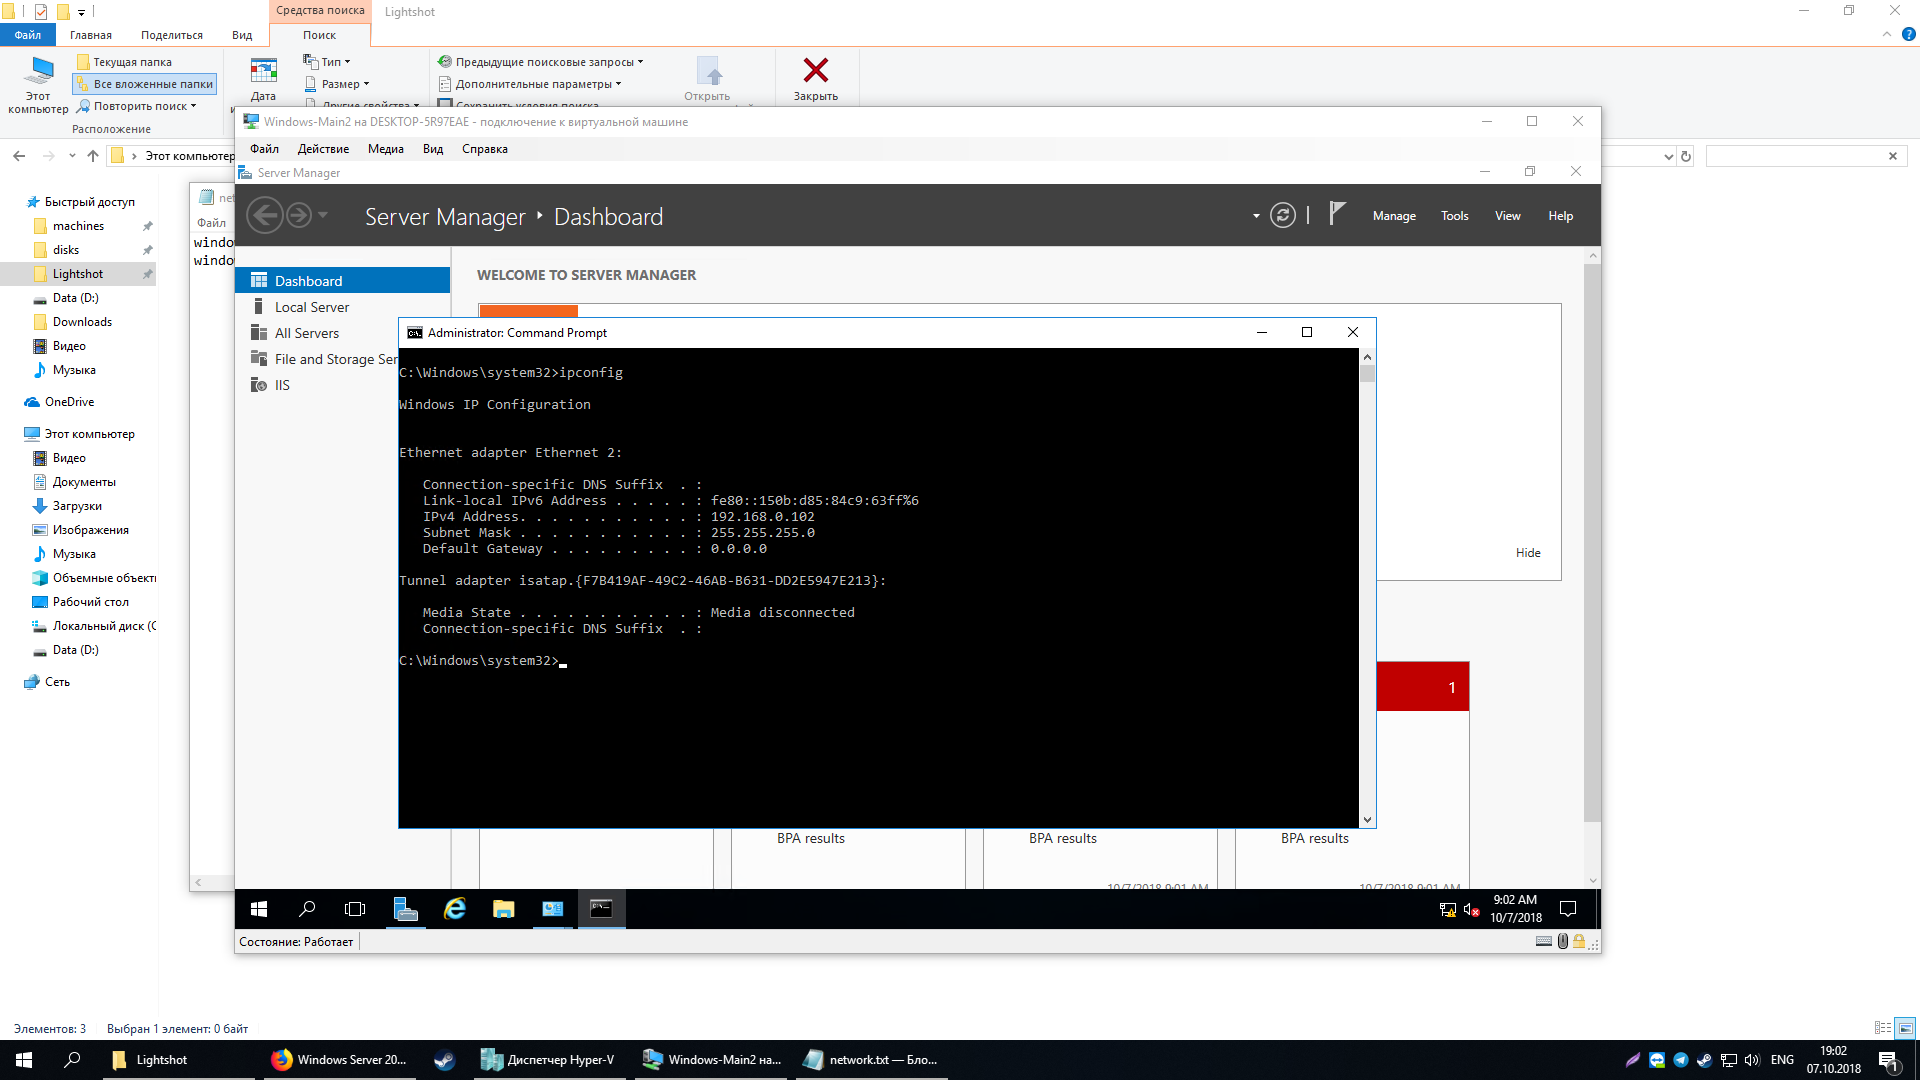 Средства поиска
Lightshot
Файл
Главная
Поделиться
Вид
Поиск
Этот компьютер
Текущая папка
Все вложенные папки
Повторить поиск
Расположение
Дата
Тип
Размер
Другие свойства
Предыдущие поисковые запросы
Дополнительные параметры
Сохранить условия поиска
Открыть
Закрыть
Этот компьютер
Быстрый доступ
machines
disks
Lightshot
Data (D:)
Downloads
Видео
Музыка
OneDrive
Этот компьютер
Видео
Документы
Загрузки
Изображения
Музыка
Объемные объект
Рабочий стол
Локальный диск (C
Data (D:)
Сеть
net
Файл
windo
windo
Windows-Main2 на DESKTOP-5R97EAE - подключение к виртуальной машине
Файл Действие Медиа Вид Справка
Server Manager
Server Manager Dashboard
Manage Tools View Help
Dashboard
Local Server
All Servers
File and Storage Ser
IIS
WELCOME TO SERVER MANAGER
Hide
1
Administrator: Command Prompt
C:\Windows\system32>ipconfig
Windows IP Configuration
Ethernet adapter Ethernet 2:
Connection-specific DNS Suffix . :
Link-local IPv6 Address . . . . . : fe80::150b:d85:84c9:63ff%6
IPv4 Address. . . . . . . . . . . : 192.168.0.102
Subnet Mask . . . . . . . . . . . : 255.255.255.0
Default Gateway . . . . . . . . . : 0.0.0.0
Tunnel adapter isatap.{F7B419AF-49C2-46AB-B631-DD2E5947E213}:
Media State . . . . . . . . . . . : Media disconnected
Connection-specific DNS Suffix . :
C:\Windows\system32>
BPA results
BPA results
BPA results
10/7/2018 9:01 AM
10/7/2018 9:01 AM
9:02 AM
10/7/2018
Состояние: Работает
Элементов: 3 Выбран 1 элемент: 0 байт
Lightshot
Windows Server 20...
Диспетчер Hyper-V
Windows-Main2 на...
network.txt — Бло...
ENG
19:02
07.10.2018
1